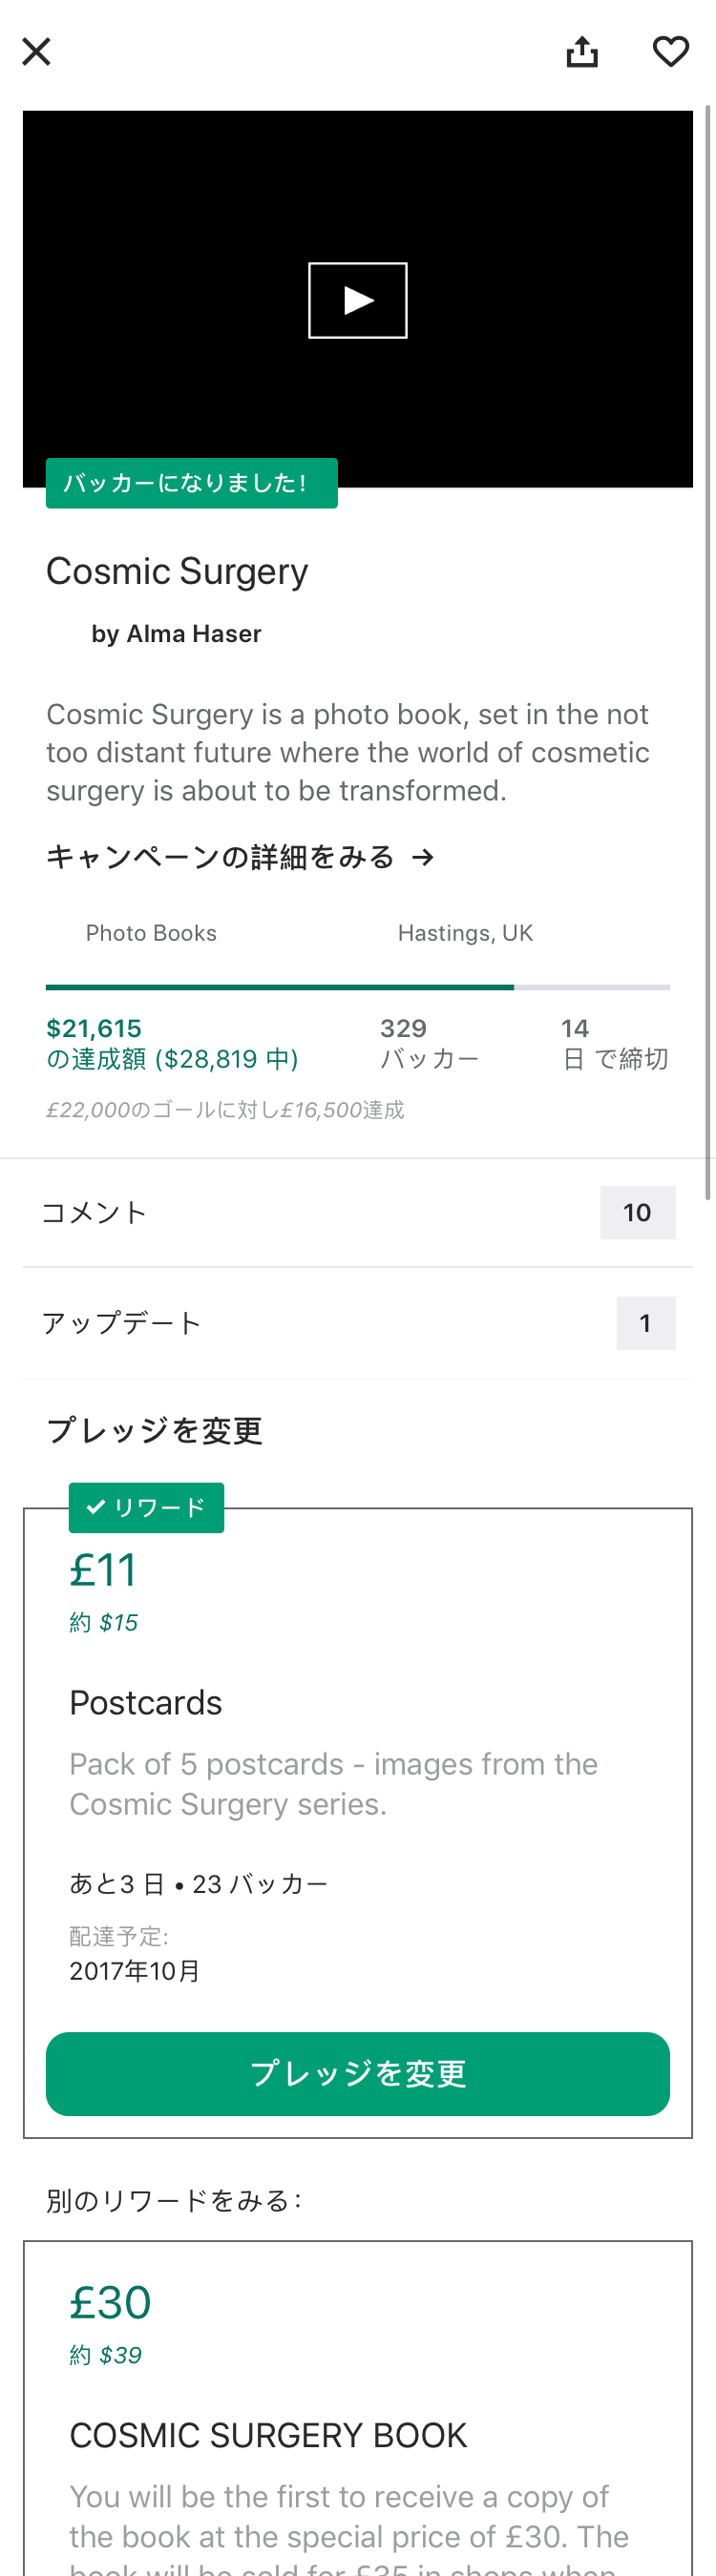 バッカーになりました!
Cosmic Surgery
by Alma Haser
Cosmic Surgery is a photo book, set in the not
too distant future where the world of cosmetic
surgery is about to be transformed.
キャンペーンの詳細をみる →
Photo Books
Hastings, UK
$21,615
の達成額 ($28,819 中)
329
バッカー
14
日 で締切
£22,000のゴールに対し£16,500達成
コメント
10
アップデート
1
プレッジを変更
✓ リワード
£11
約 $15
Postcards
Pack of 5 postcards - images from the
Cosmic Surgery series.
あと3 日 • 23 バッカー
配達予定:
2017年10月
プレッジを変更
別のリワードをみる:
£30
約 $39
COSMIC SURGERY BOOK
You will be the first to receive a copy of
the book at the special price of £30. The
book will be sold for £35 in shops when